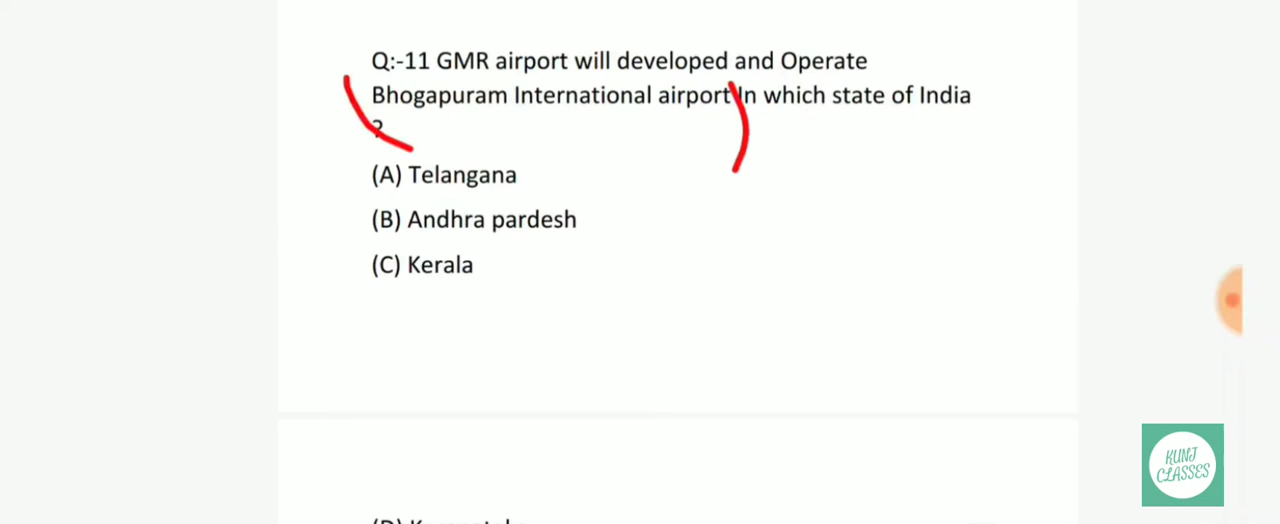 Q:-11 GMR airport will developed and Operate
Bhogapuram International airport In which state of India
?
(A) Telangana
(B) Andhra pardesh
(C) Kerala
KUNJ
CLASSES